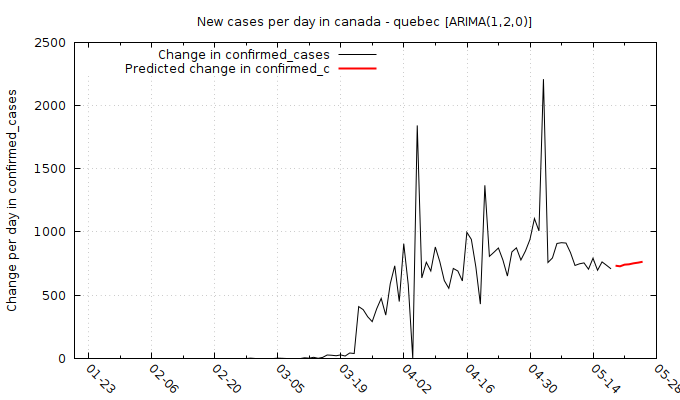 New cases per day in canada - quebec [ARIMA(1,2,0)]
Change in confirmed_cases
Predicted change in confirmed_c
Change per day in confirmed_cases
2500
2000
1500
1000
500
0
01-23 02-06 02-20 03-05 03-19 04-02 04-16 04-30 05-14 05-28